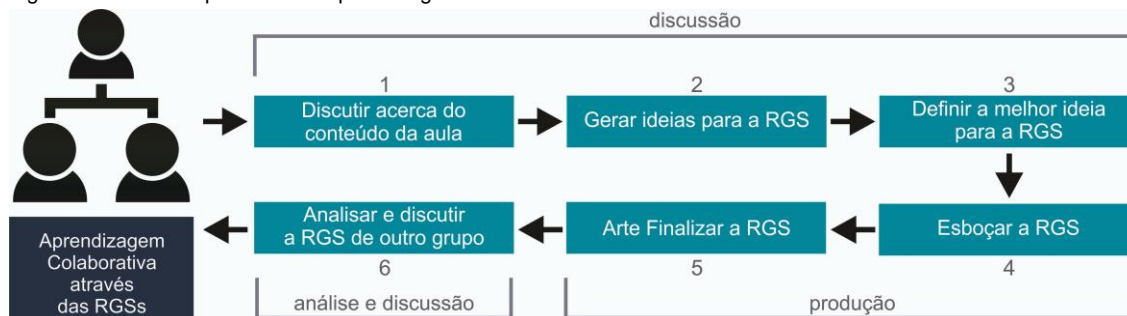 discussão
1
2
3
Discutir acerca do
conteúdo da aula
Gerar ideias para a RGS
Definir a melhor ideia
para a RGS
Analisar e discutir
a RGS de outro grupo
Arte Finalizar a RGS
Esboçar a RGS
6
5
4
análise e discussão
produção
Aprendizagem
Colaborativa
através
das RGSs